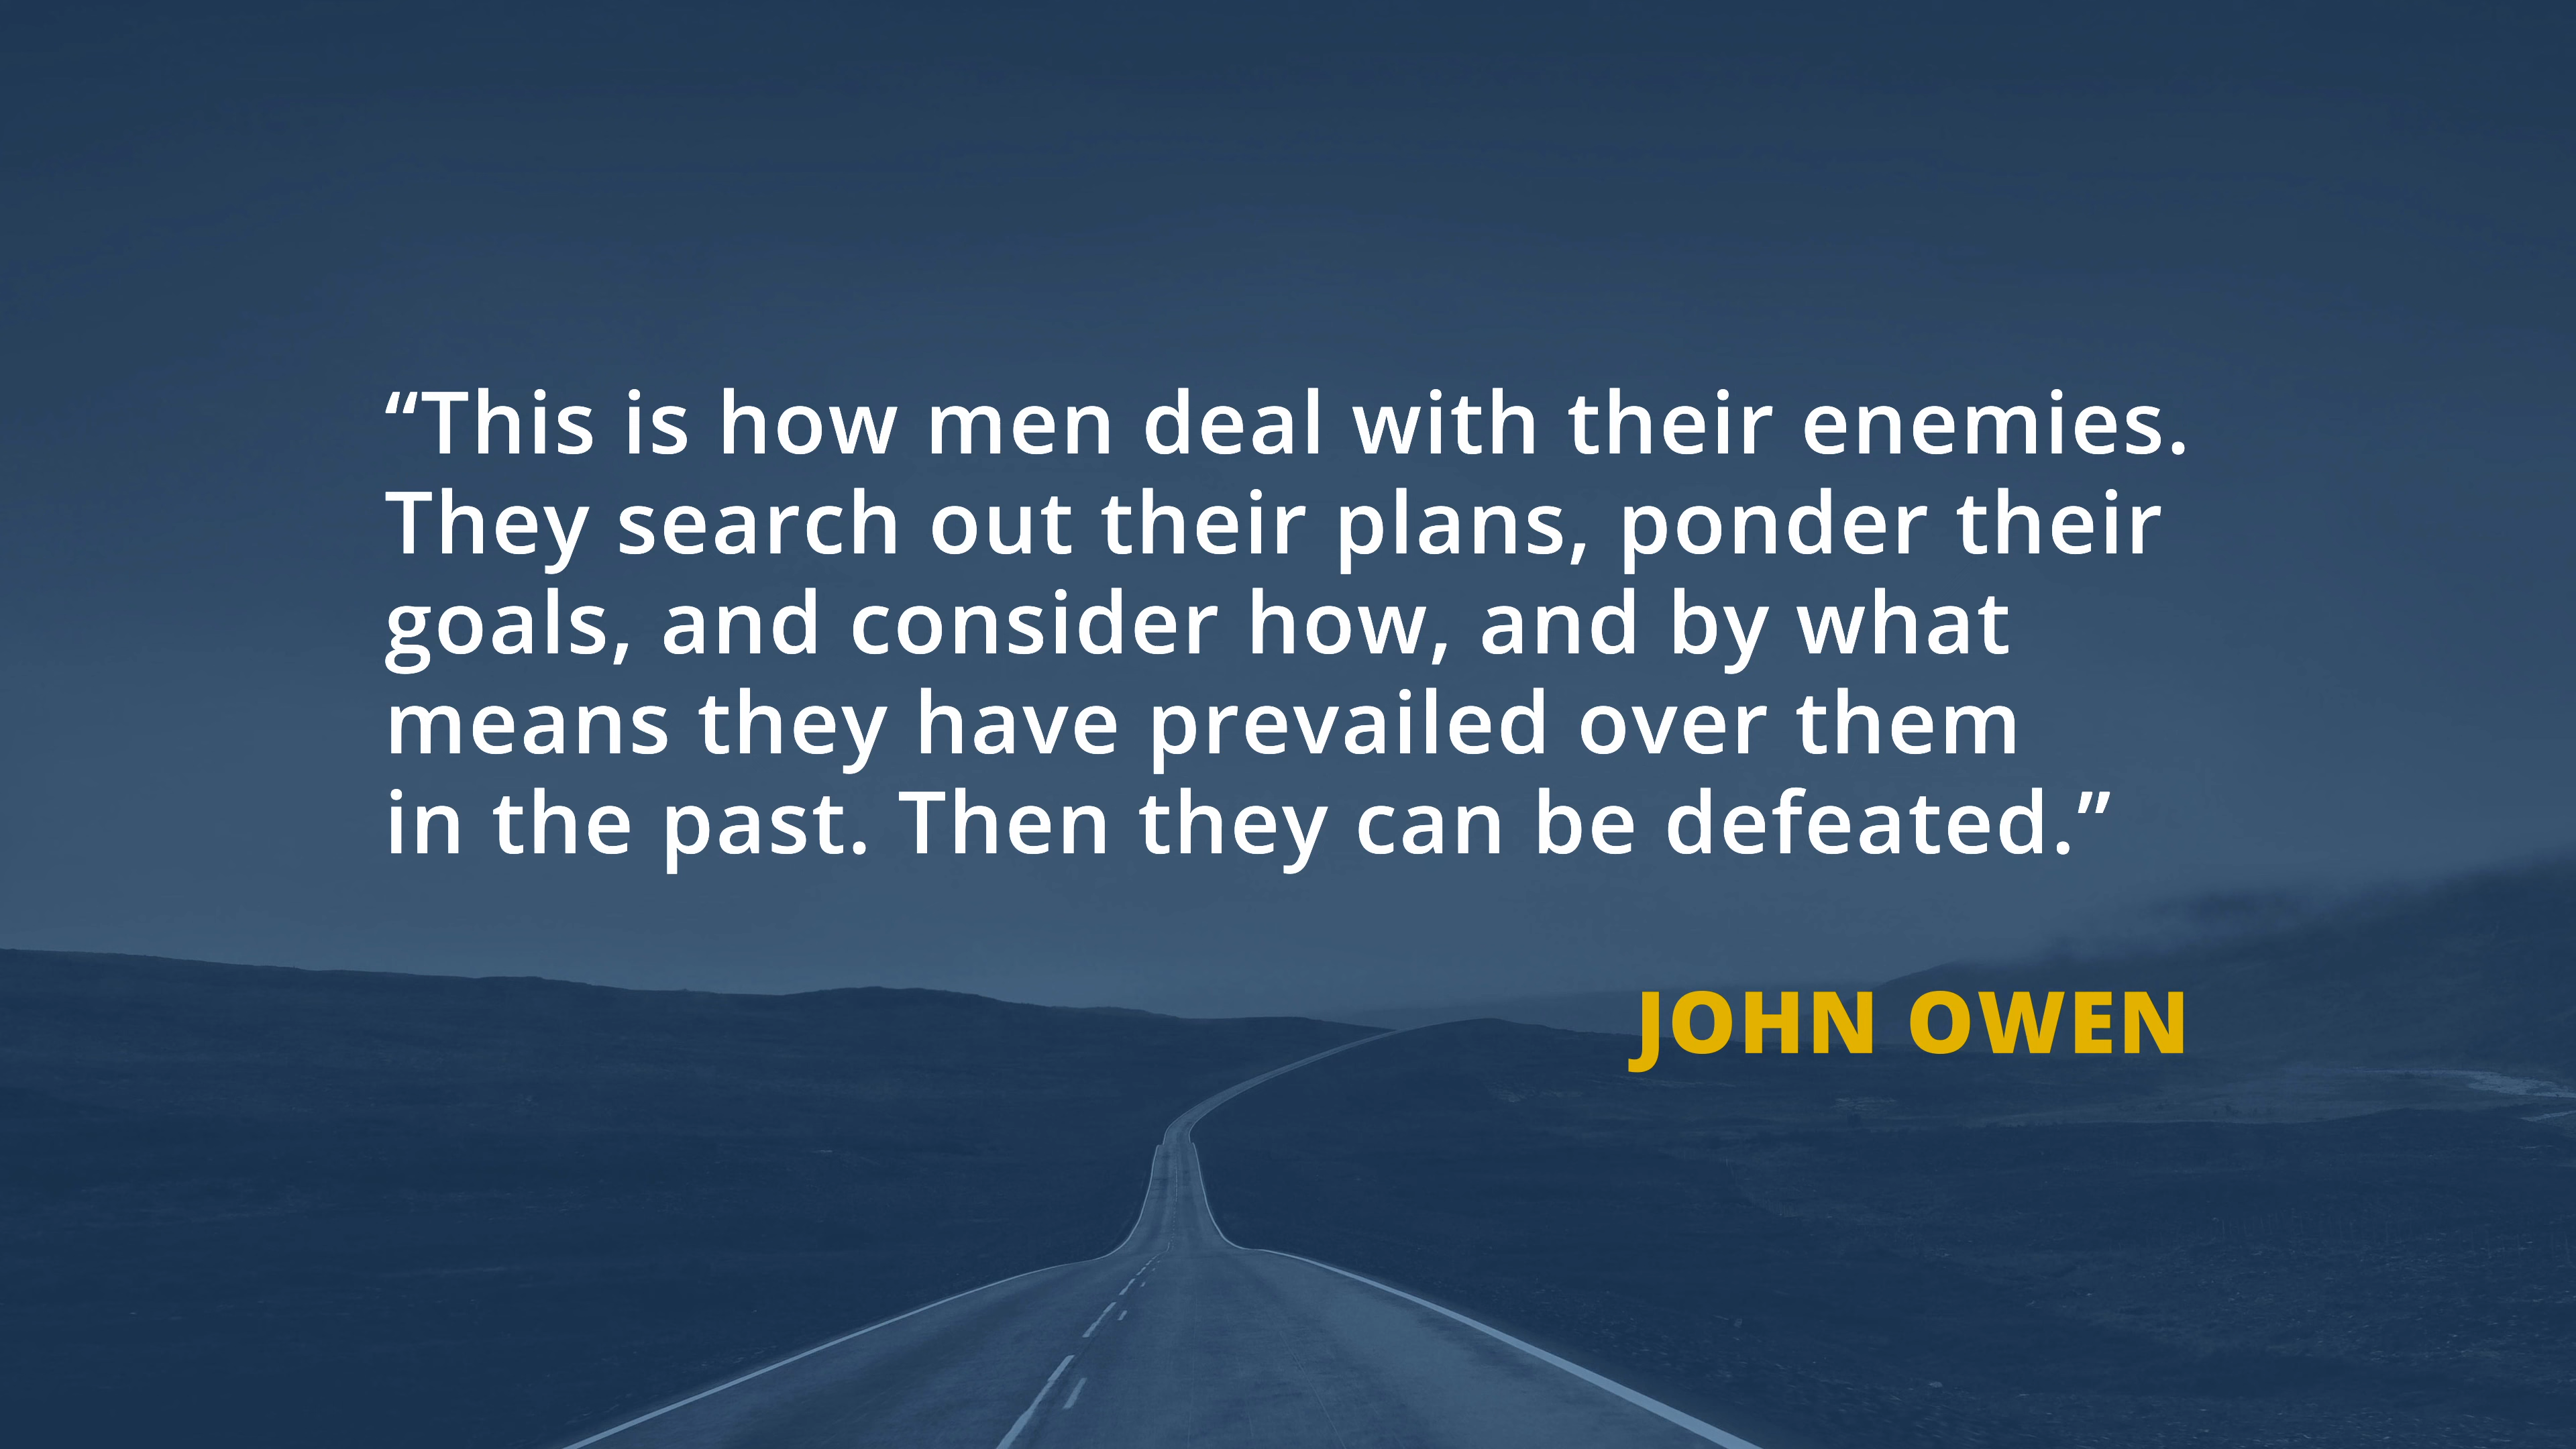 “This is how men deal with their enemies.
They search out their plans, ponder their
goals, and consider how, and by what
means they have prevailed over them
in the past. Then they can be defeated.”
JOHN OWEN